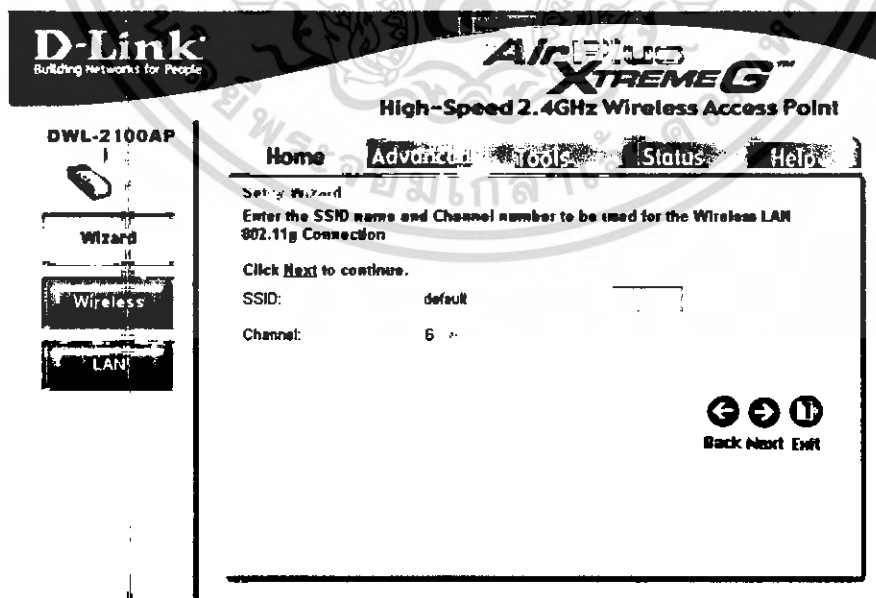 D-Link
Building Networks for People
AirPlus
XTREME G™
High-Speed 2.4GHz Wireless Access Point
DWL-2100AP
Home Advanced Tools Status Help
Setup Wizard
Enter the SSID name and Channel number to be used for the Wireless LAN
802.11g Connection
Wizard
Click Next to continue.
Wireless
SSID: default
Channel: 6
LAN
Back Next Exit